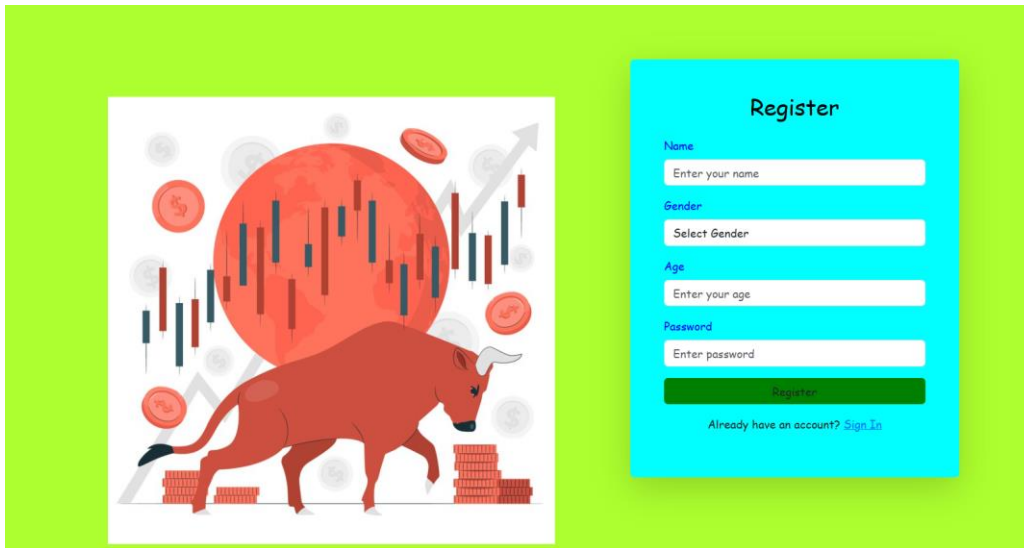 Register
Name
Enter your name
Gender
Select Gender
Age
Enter your age
Password
Enter password
Register
Already have an account? Sign In